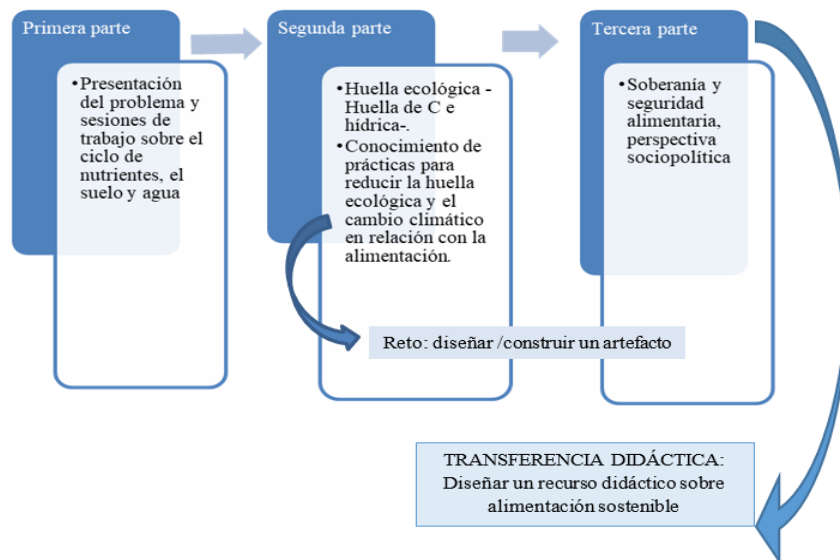 Primera parte
•Presentación
del problema y
sesiones de
trabajo sobre el
ciclo de
nutrientes, el
suelo y agua
Segunda parte
•Huella ecológica -
Huella de C e
hídrica-.
•Conocimiento de
prácticas para
reducir la huella
ecológica y el
cambio climático
en relación con la
alimentación.
Reto: diseñar /construir un artefacto
Tercera parte
•Soberanía y
seguridad
alimentaria,
perspectiva
sociopolítica
TRANSFERENCIA DIDÁCTICA:
Diseñar un recurso didáctico sobre
alimentación sostenible